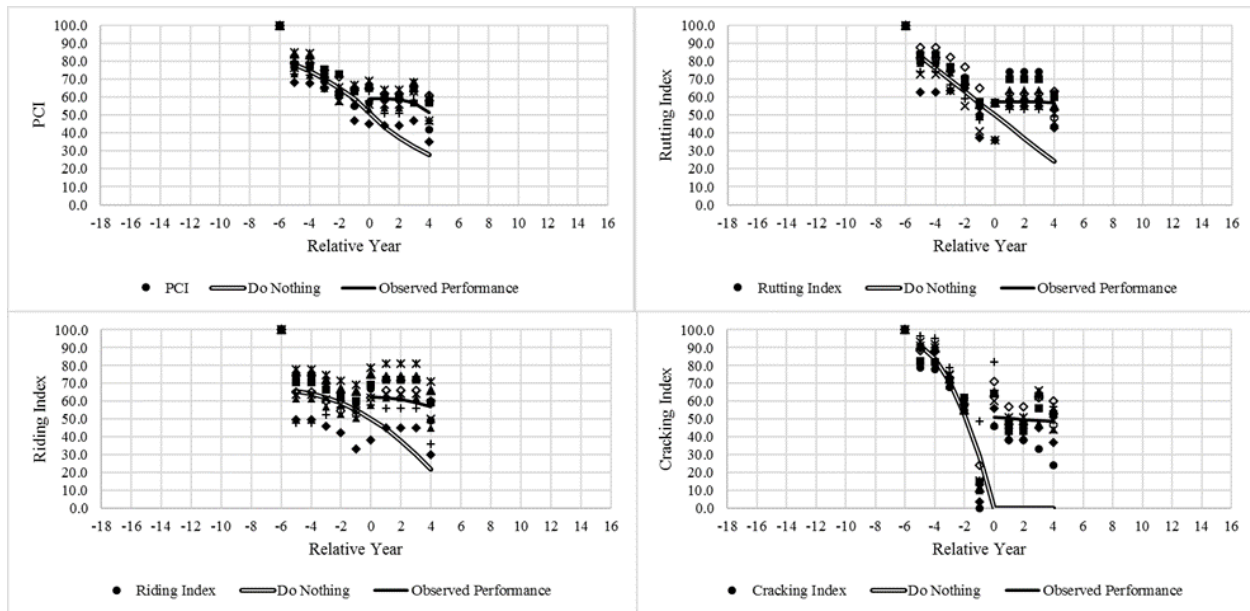 100.0
90.0
80.0
70.0
60.0
50.0
40.0
30.0
20.0
10.0
0.0
PCI
-18 -16 -14 -12 -10 -8 -6 -4 -2 0 2 4 6 8 10 12 14 16
Relative Year
PCI Do Nothing Observed Performance
100.0
90.0
80.0
70.0
60.0
50.0
40.0
30.0
20.0
10.0
0.0
Rutting Index
-18 -16 -14 -12 -10 -8 -6 -4 -2 0 2 4 6 8 10 12 14 16
Relative Year
Rutting Index Do Nothing Observed Performance
100.0
90.0
80.0
70.0
60.0
50.0
40.0
30.0
20.0
10.0
0.0
Riding Index
-18 -16 -14 -12 -10 -8 -6 -4 -2 0 2 4 6 8 10 12 14 16
Relative Year
Riding Index Do Nothing Observed Performance
100.0
90.0
80.0
70.0
60.0
50.0
40.0
30.0
20.0
10.0
0.0
Cracking Index
-18 -16 -14 -12 -10 -8 -6 -4 -2 0 2 4 6 8 10 12 14 16
Relative Year
Cracking Index Do Nothing Observed Performance